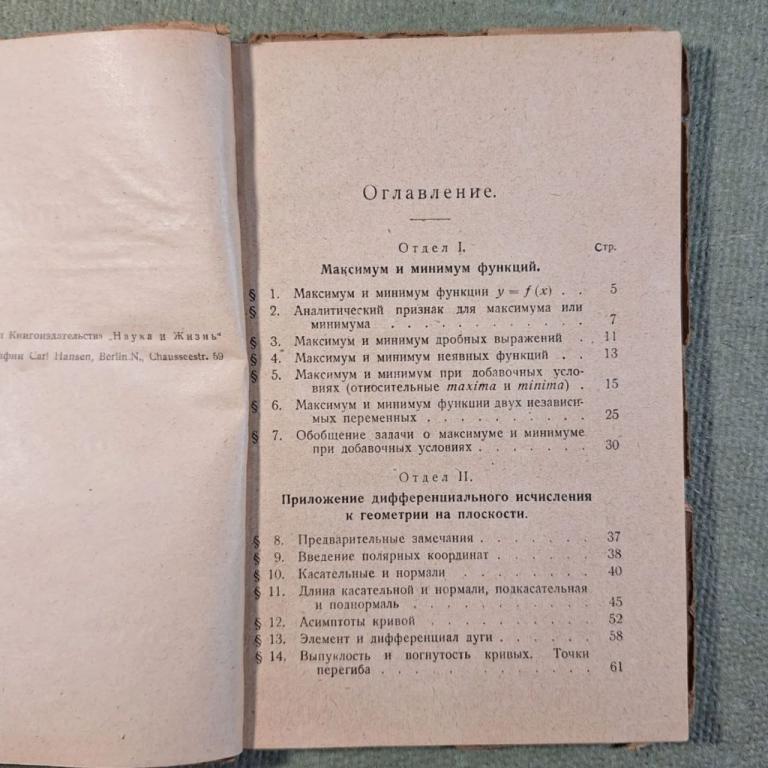 Книгоиздательства „Наука и Жизнь“
Carl Hansen, Berlin N., Chausseestr. 59
Оглавление.
Отдел I.
Стр.
Максимум и минимум функций.
§ 1. Максимум и минимум функции y = f (x) . . 5
§ 2. Аналитический признак для максимума или
минимума . . . . . . . . . . 7
§ 3. Максимум и минимум дробных выражений . 11
§ 4. Максимум и минимум неявных функций . . 13
§ 5. Максимум и минимум при добавочных усло-
виях (относительные maxima и minima) . 15
§ 6. Максимум и минимум функции двух независи-
мых переменных . . . . . . . . 25
§ 7. Обобщение задачи о максимуме и минимуме
при добавочных условиях . . . . . . 30
Отдел II.
Приложение дифференциального исчисления
к геометрии на плоскости.
§ 8. Предварительные замечания . . . . . . 37
§ 9. Введение полярных координат . . . . . 38
§ 10. Касательные и нормали . . . . . . . 40
§ 11. Длина касательной и нормали, подкасательная
и поднормаль . . . . . . . . . 45
§ 12. Асимптоты кривой . . . . . . . . 52
§ 13. Элемент и дифференциал дуги . . . . . 58
§ 14. Выпуклость и вогнутость кривых. Точки
перегиба . . . . . . . . . . . 61